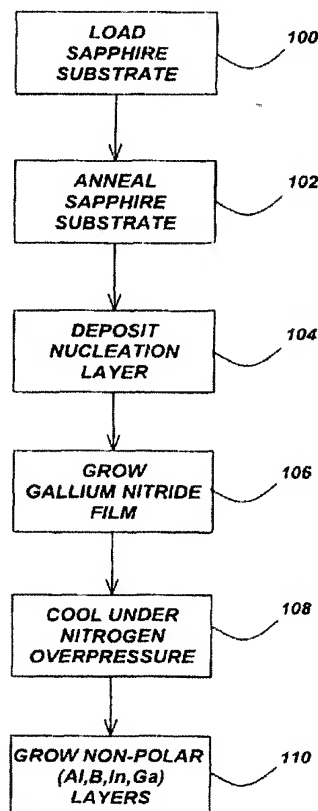 LOAD
SAPPHIRE
SUBSTRATE
100
ANNEAL
SAPPHIRE
SUBSTRATE
102
DEPOSIT
NUCLEATION
LAYER
104
GROW
GALLIUM NITRIDE
FILM
106
COOL UNDER
NITROGEN
OVERPRESSURE
108
GROW NON-POLAR
(Al,B,In,Ga)
LAYERS
110